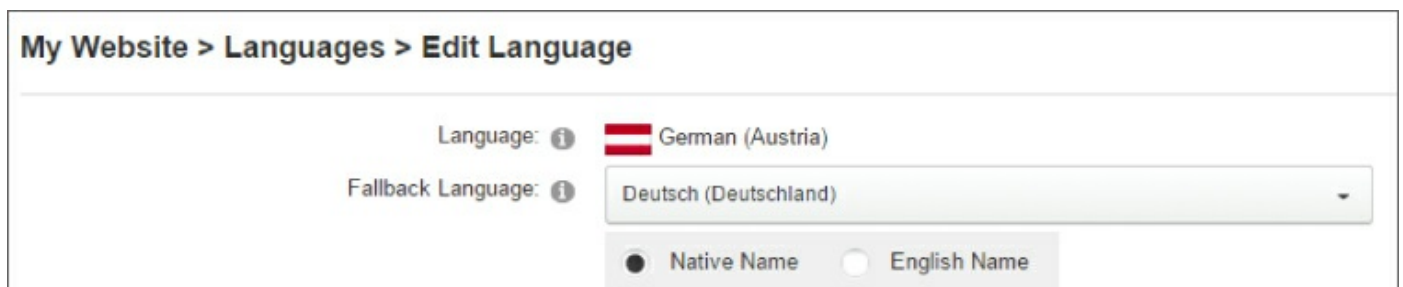 My Website > Languages > Edit Language
Language: German (Austria)
Fallback Language: Deutsch (Deutschland)
Native Name English Name